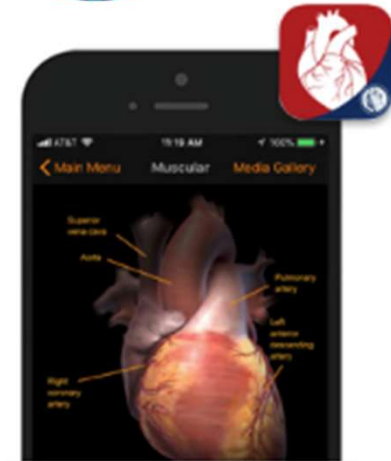 AT&T 11:19 AM 100%
Main Menu Muscular Media Gallery
Superior
vena cava
Aorta
Pulmonary
artery
Left
anterior
descending
artery
Right
coronary
artery